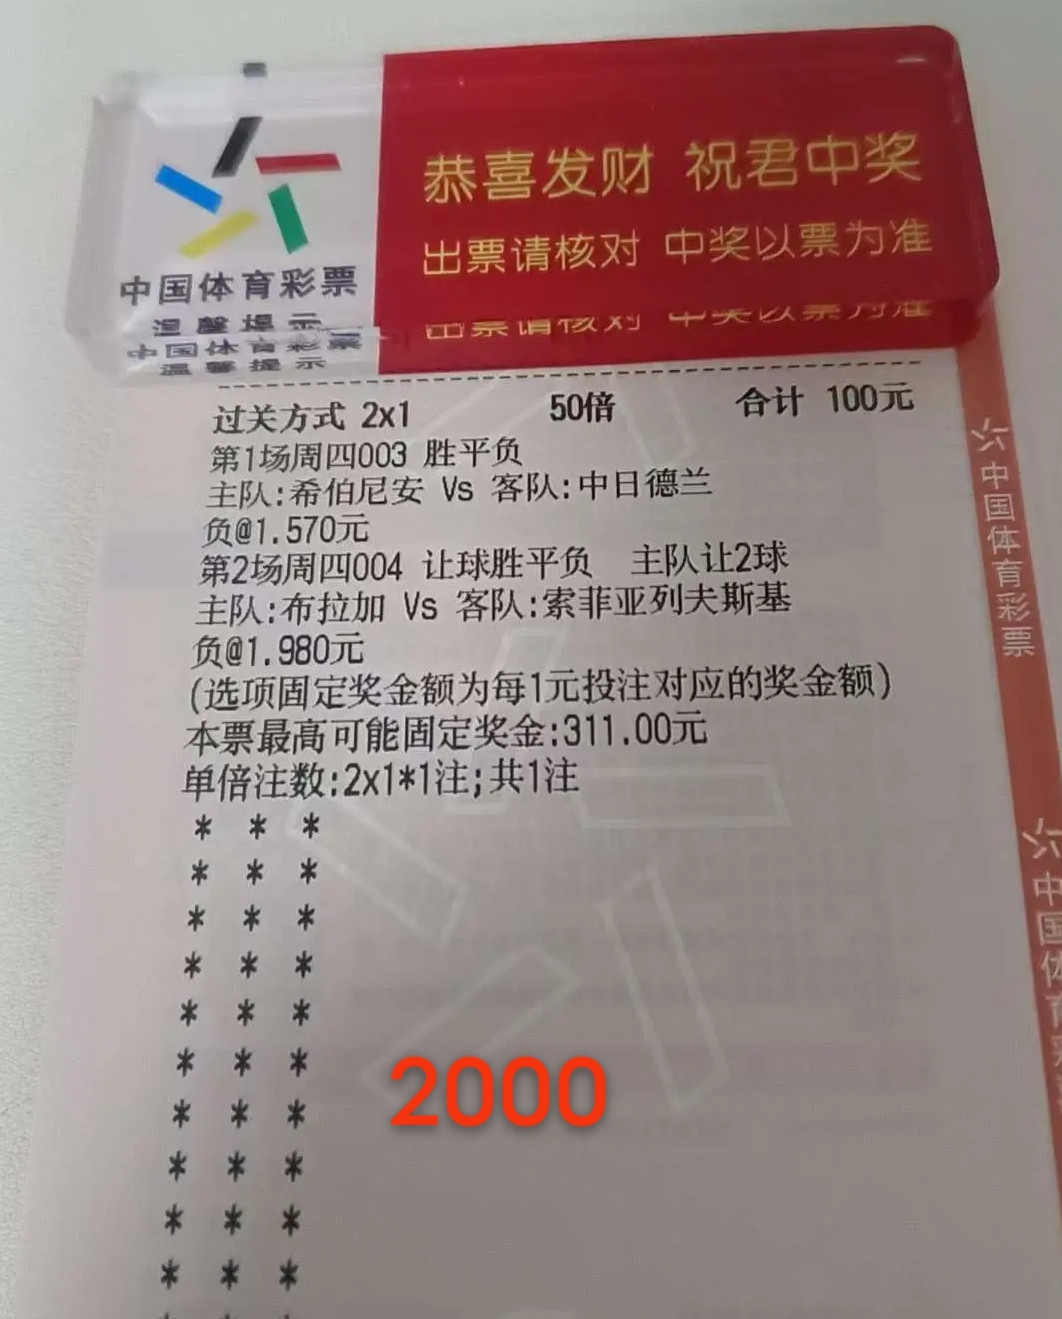 恭喜发财 祝君中奖
出票请核对 中奖以票为准
中国体育彩票
温馨提示
出票请核对 中奖以票为准
中国体育彩票
温馨提示
过关方式 2x1 50倍 合计 100元
第1场周四003 胜平负
主队:希伯尼安 Vs 客队:中日德兰
负@1.570元
第2场周四004 让球胜平负 主队让2球
主队:布拉加 Vs 客队:索菲亚列夫斯基
负@1.980元
(选项固定奖金额为每1元投注对应的奖金额)
本票最高可能固定奖金:311.00元
单倍注数:2x1*1注;共1注
* * *
* * *
* * *
* * *
* * *
* * *
* * *
* * *
* * *
* * *
2000
中国体育彩票
中国体育彩